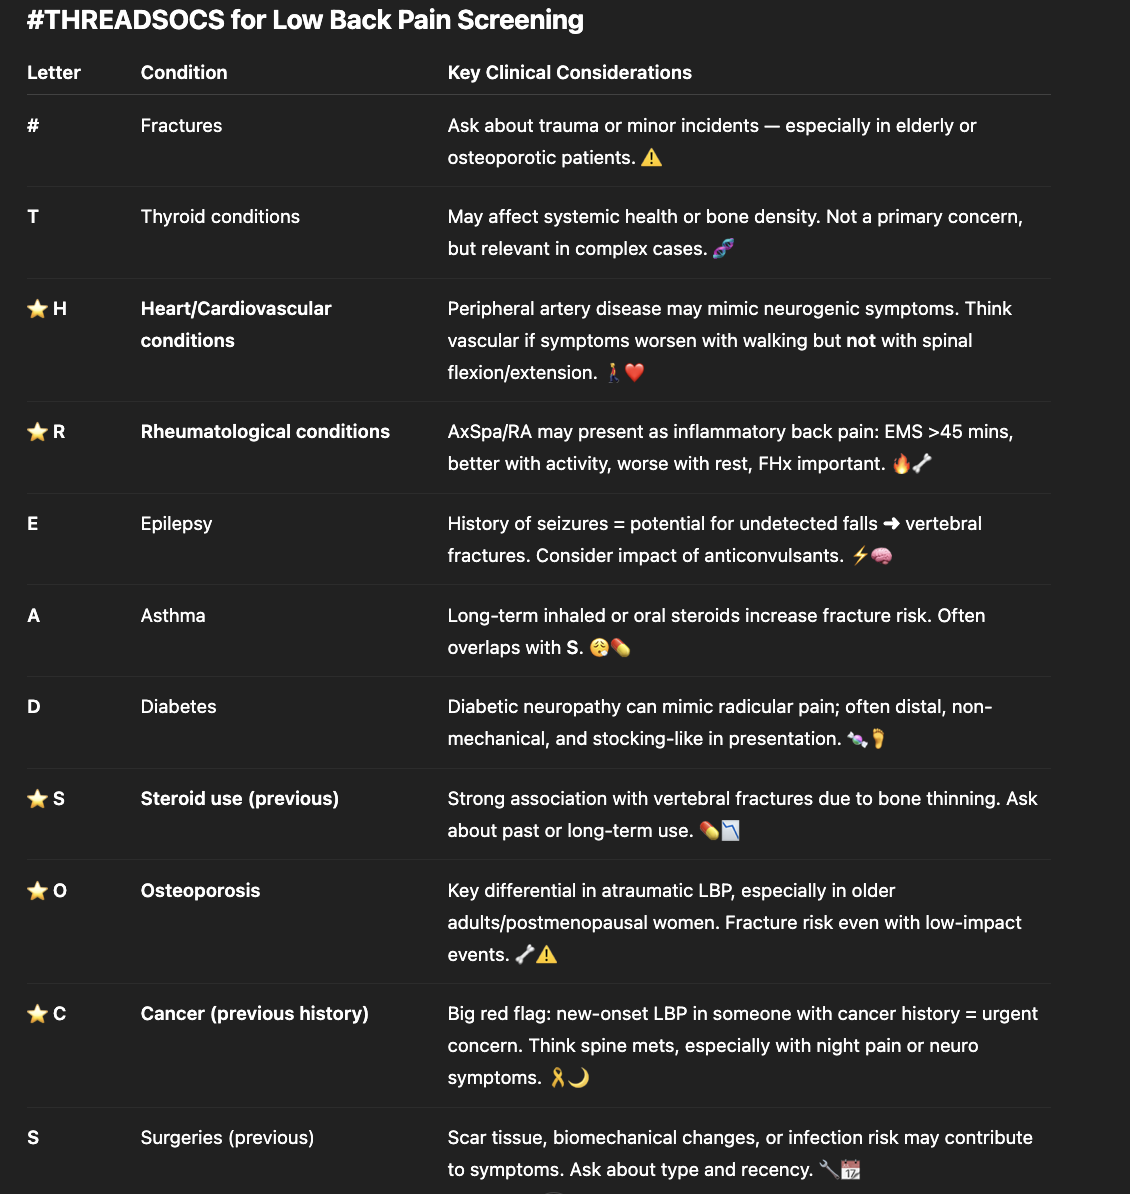 #THREADSOCS for Low Back Pain Screening
Letter Condition Key Clinical Considerations
# Fractures Ask about trauma or minor incidents — especially in elderly or
osteoporotic patients. ⚠️
T Thyroid conditions May affect systemic health or bone density. Not a primary concern,
but relevant in complex cases. 🧬
⭐ H Heart/Cardiovascular Peripheral artery disease may mimic neurogenic symptoms. Think
conditions vascular if symptoms worsen with walking but not with spinal
flexion/extension. 🚶❤️
⭐ R Rheumatological conditions AxSpa/RA may present as inflammatory back pain: EMS >45 mins,
better with activity, worse with rest, FHx important. 🔥🦴
E Epilepsy History of seizures = potential for undetected falls ➜ vertebral
fractures. Consider impact of anticonvulsants. ⚡🧠
A Asthma Long-term inhaled or oral steroids increase fracture risk. Often
overlaps with S. 😮‍💨💊
D Diabetes Diabetic neuropathy can mimic radicular pain; often distal, non-
mechanical, and stocking-like in presentation. 🍬🦶
⭐ S Steroid use (previous) Strong association with vertebral fractures due to bone thinning. Ask
about past or long-term use. 💊📉
⭐ O Osteoporosis Key differential in atraumatic LBP, especially in older
adults/postmenopausal women. Fracture risk even with low-impact
events. 🦴⚠️
⭐ C Cancer (previous history) Big red flag: new-onset LBP in someone with cancer history = urgent
concern. Think spine mets, especially with night pain or neuro
symptoms. 🎗️🌙
S Surgeries (previous) Scar tissue, biomechanical changes, or infection risk may contribute
to symptoms. Ask about type and recency. 🔧📆